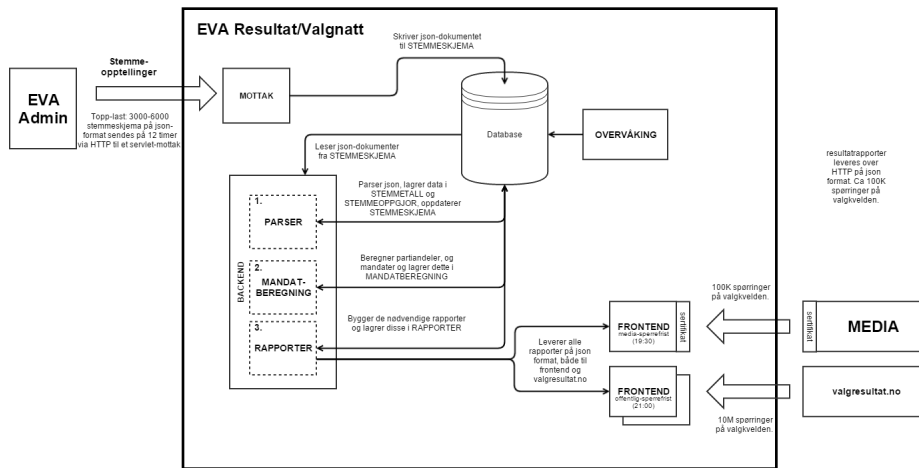 EVA Resultat/Valgnatt
Skriver json-dokumentet
til STEMMESKJEMA
Stemme-
opptellinger
EVA
Admin
Topp-last: 3000-6000
stemmeskjema på json-
format sendes på 12 timer
via HTTP til et servlet-mottak
MOTTAK
Database
OVERVÅKING
Leser json-dokumenter
fra STEMMESKJEMA
resultatrapporter
leveres over
HTTP på json
format. Ca 100K
spørringer på
valgkvelden.
BACKEND
1.
PARSER
Parser json, lagrer data i
STEMMETALL og
STEMMEOPPGJOR, oppdaterer
STEMMESKJEMA
2.
MANDAT-
BEREGNING
Beregner partiandeler, og
mandater og lagrer dette i
MANDATBEREGNING
3.
RAPPORTER
Bygger de nødvendige rapporter
og lagrer disse i RAPPORTER
Leverer alle
rapporter på json
format, både til
frontend og
valgresultat.no
FRONTEND
media-sperrefrist
(19:30)
sertifikat
100K spørringer
på valgkvelden.
sertifikat
MEDIA
FRONTEND
offentlig-sperrefrist
(21:00)
10M spørringer
på valgkvelden.
valgresultat.no